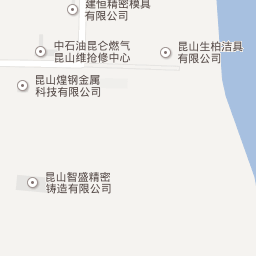 建恒精密模具
有限公司
中石油昆仑燃气
昆山维抢修中心
昆山生柏洁具
有限公司
昆山煌钢金属
科技有限公司
昆山智盛精密
铸造有限公司